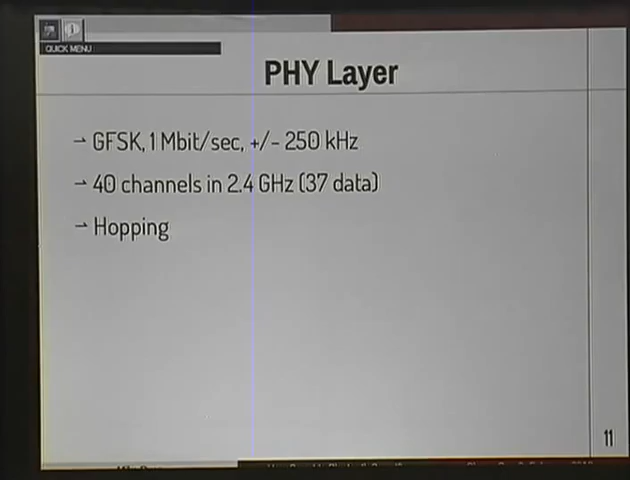 QUICK MENU
PHY Layer
→ GFSK, 1 Mbit/sec, +/- 250 kHz
→ 40 channels in 2.4 GHz (37 data)
→ Hopping
11